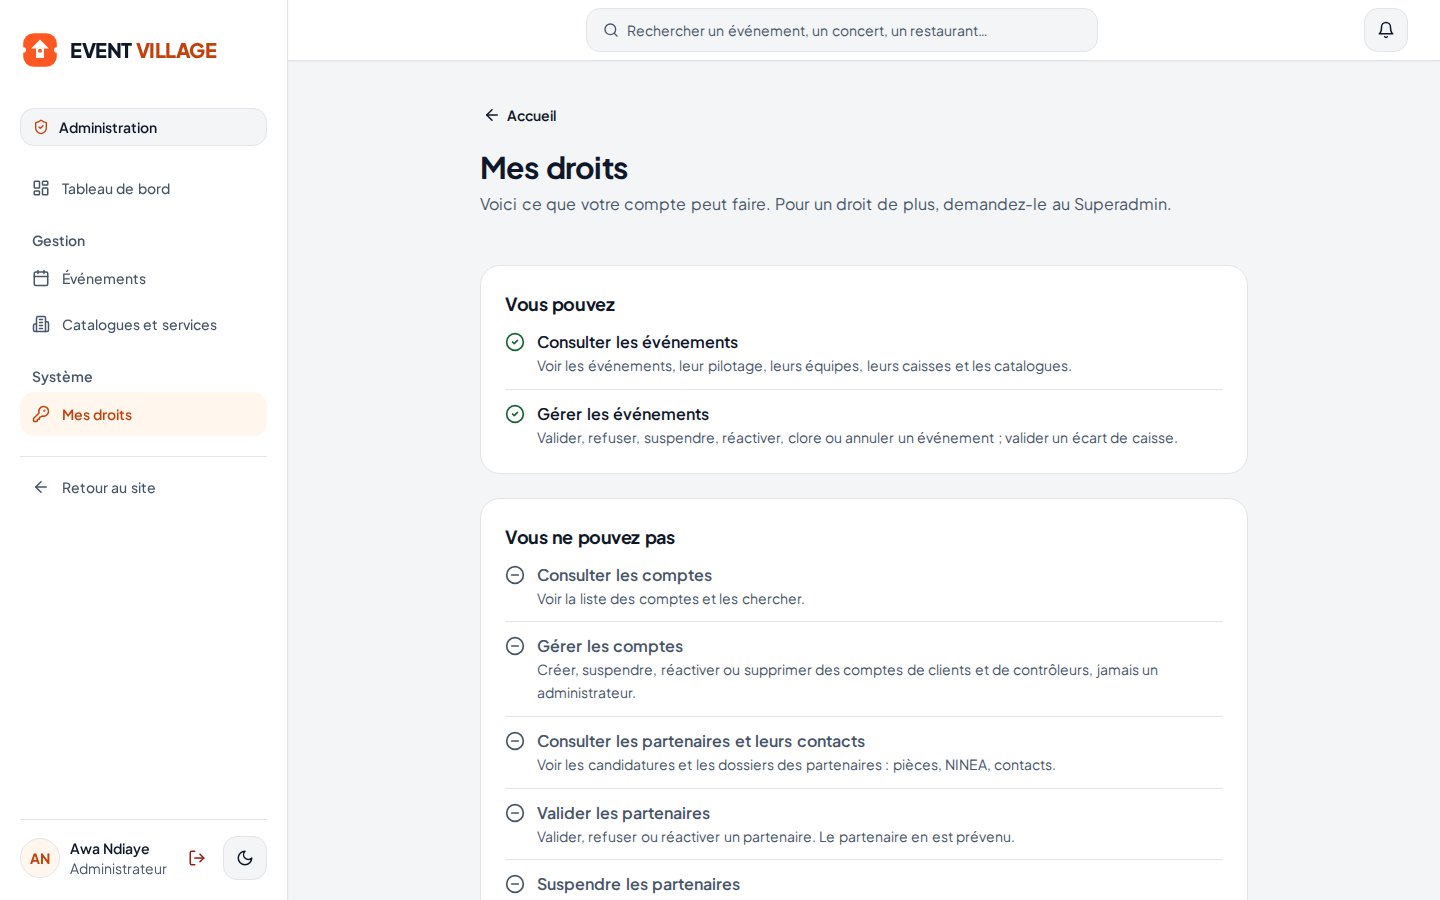 EVENT VILLAGE
Administration
Tableau de bord
Gestion
Événements
Catalogues et services
Système
Mes droits
Retour au site
AN
Awa Ndiaye
Administrateur
Rechercher un événement, un concert, un restaurant…
Accueil
Mes droits
Voici ce que votre compte peut faire. Pour un droit de plus, demandez-le au Superadmin.
Vous pouvez
Consulter les événements
Voir les événements, leur pilotage, leurs équipes, leurs caisses et les catalogues.
Gérer les événements
Valider, refuser, suspendre, réactiver, clore ou annuler un événement ; valider un écart de caisse.
Vous ne pouvez pas
Consulter les comptes
Voir la liste des comptes et les chercher.
Gérer les comptes
Créer, suspendre, réactiver ou supprimer des comptes de clients et de contrôleurs, jamais un
administrateur.
Consulter les partenaires et leurs contacts
Voir les candidatures et les dossiers des partenaires : pièces, NINEA, contacts.
Valider les partenaires
Valider, refuser ou réactiver un partenaire. Le partenaire en est prévenu.
Suspendre les partenaires